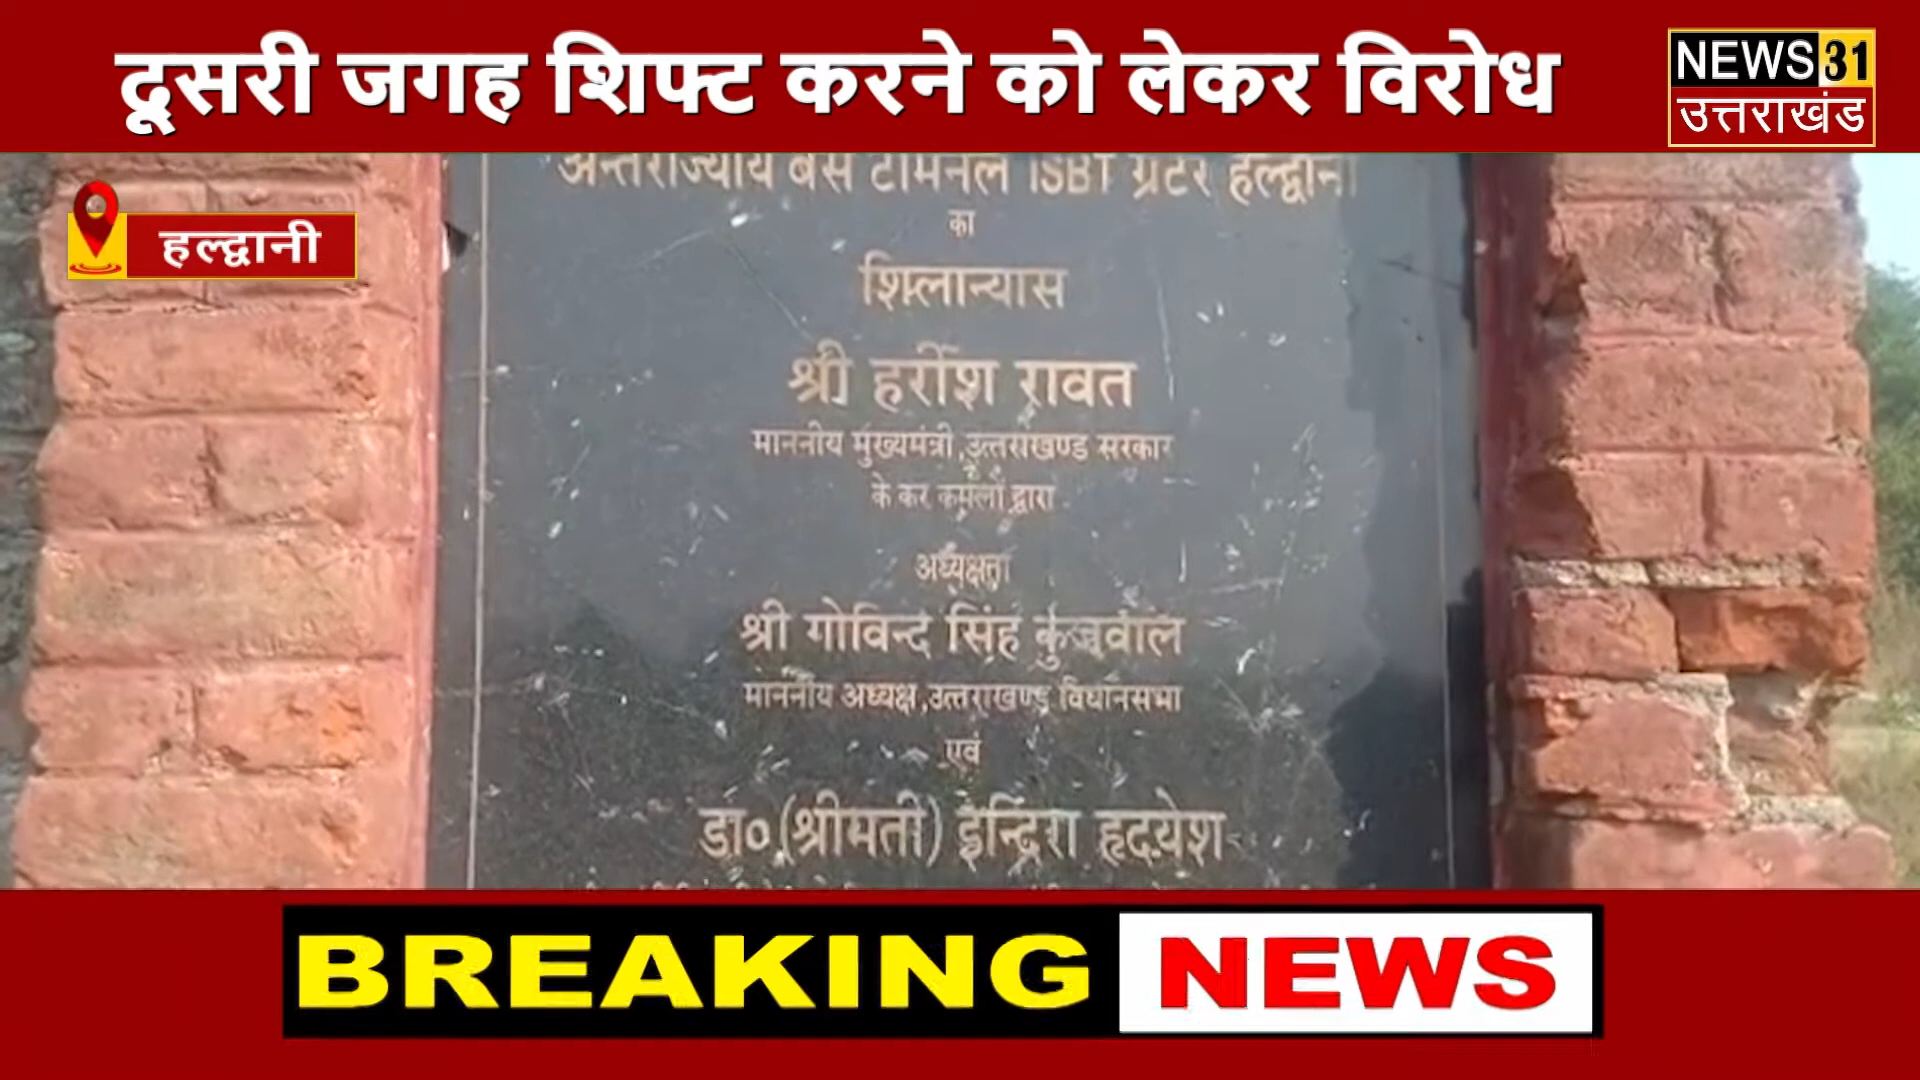 दूसरी जगह शिफ्ट करने को लेकर विरोध
NEWS 31
उत्तराखंड
अन्तर्राज्यीय बस टर्मिनल ISBT ग्रेटर हल्द्वानी
हल्द्वानी
का
शिलान्यास
श्री हरीश रावत
माननीय मुख्यमंत्री,उत्तराखण्ड सरकार
के कर कमलों द्वारा
अध्यक्षता
श्री गोविन्द सिंह कुंजवाल
माननीय अध्यक्ष,उत्तराखण्ड विधानसभा
एवं
डा०(श्रीमती) इन्दिरा हृदयेश
BREAKING NEWS